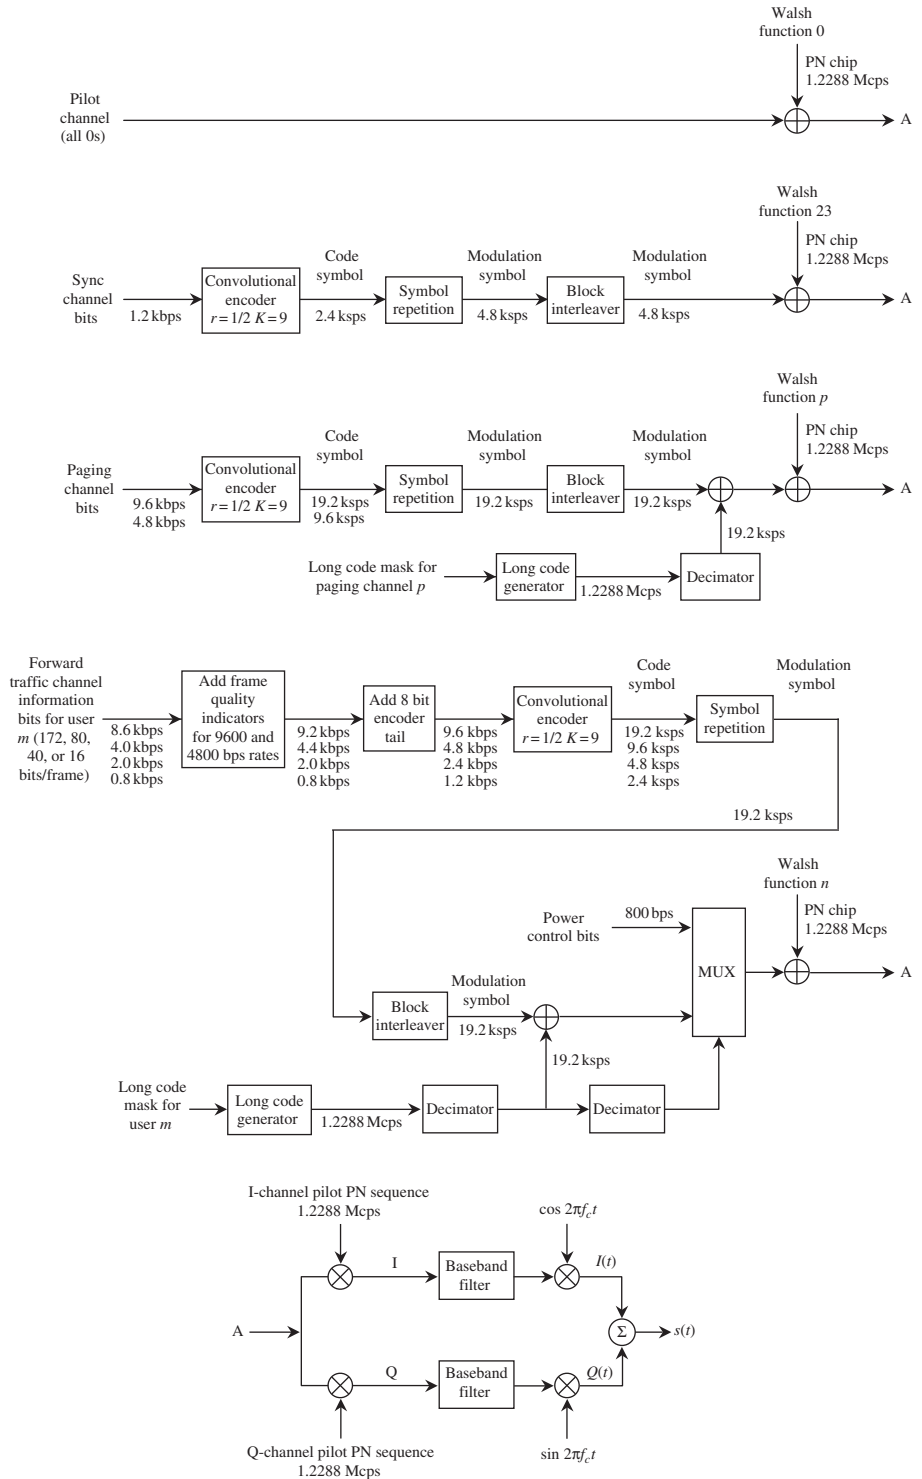 Walsh
function 0
PN chip
1.2288 Mcps
Pilot
channel
(all 0s)
A
Walsh
function 23
PN chip
1.2288 Mcps
Sync
channel
bits
1.2 kbps
Convolutional
encoder
r = 1/2 K = 9
Code
symbol
2.4 ksps
Symbol
repetition
Modulation
symbol
4.8 ksps
Block
interleaver
Modulation
symbol
4.8 ksps
A
Walsh
function p
PN chip
1.2288 Mcps
Paging
channel
bits
9.6 kbps
4.8 kbps
Convolutional
encoder
r = 1/2 K = 9
Code
symbol
19.2 ksps
9.6 ksps
Symbol
repetition
Modulation
symbol
19.2 ksps
Block
interleaver
Modulation
symbol
19.2 ksps
A
19.2 ksps
Long code mask for
paging channel p
Long code
generator
1.2288 Mcps
Decimator
Forward
traffic channel
information
bits for user
m (172, 80,
40, or 16
bits/frame)
8.6 kbps
4.0 kbps
2.0 kbps
0.8 kbps
Add frame
quality
indicators
for 9600 and
4800 bps rates
9.2 kbps
4.4 kbps
2.0 kbps
0.8 kbps
Add 8 bit
encoder
tail
9.6 kbps
4.8 kbps
2.4 kbps
1.2 kbps
Convolutional
encoder
r = 1/2 K = 9
Code
symbol
19.2 ksps
9.6 ksps
4.8 ksps
2.4 ksps
Symbol
repetition
Modulation
symbol
19.2 ksps
Walsh
function n
PN chip
1.2288 Mcps
Power
control bits
800 bps
MUX
A
Block
interleaver
Modulation
symbol
19.2 ksps
19.2 ksps
Long code
mask for
user m
Long code
generator
1.2288 Mcps
Decimator
Decimator
I-channel pilot PN sequence
1.2288 Mcps
cos 2πfct
I
Baseband
filter
I(t)
A
Σ
s(t)
Q
Baseband
filter
Q(t)
Q-channel pilot PN sequence
1.2288 Mcps
sin 2πfct